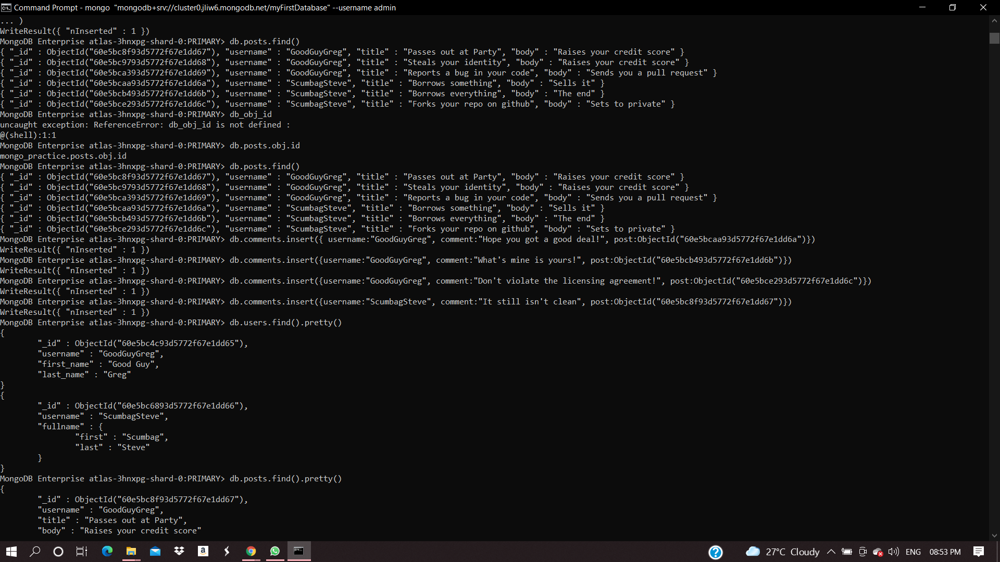 Command Prompt - mongo "mongodb+srv://cluster0.jliw6.mongodb.net/myFirstDatabase" --username admin
... )
WriteResult({ "nInserted" : 1 })
MongoDB Enterprise atlas-3hnxpg-shard-0:PRIMARY> db.posts.find()
{ "_id" : ObjectId("60e5bc8f93d5772f67e1dd67"), "username" : "GoodGuyGreg", "title" : "Passes out at Party", "body" : "Raises your credit score" }
{ "_id" : ObjectId("60e5bc9793d5772f67e1dd68"), "username" : "GoodGuyGreg", "title" : "Steals your identity", "body" : "Raises your credit score" }
{ "_id" : ObjectId("60e5bca393d5772f67e1dd69"), "username" : "GoodGuyGreg", "title" : "Reports a bug in your code", "body" : "Sends you a pull request" }
{ "_id" : ObjectId("60e5bcaa93d5772f67e1dd6a"), "username" : "ScumbagSteve", "title" : "Borrows something", "body" : "Sells it" }
{ "_id" : ObjectId("60e5bcb493d5772f67e1dd6b"), "username" : "ScumbagSteve", "title" : "Borrows everything", "body" : "The end" }
{ "_id" : ObjectId("60e5bce293d5772f67e1dd6c"), "username" : "ScumbagSteve", "title" : "Forks your repo on github", "body" : "Sets to private" }
MongoDB Enterprise atlas-3hnxpg-shard-0:PRIMARY> db_obj_id
uncaught exception: ReferenceError: db_obj_id is not defined :
@(shell):1:1
MongoDB Enterprise atlas-3hnxpg-shard-0:PRIMARY> db.posts.obj.id
mongo_practice.posts.obj.id
MongoDB Enterprise atlas-3hnxpg-shard-0:PRIMARY> db.posts.find()
{ "_id" : ObjectId("60e5bc8f93d5772f67e1dd67"), "username" : "GoodGuyGreg", "title" : "Passes out at Party", "body" : "Raises your credit score" }
{ "_id" : ObjectId("60e5bc9793d5772f67e1dd68"), "username" : "GoodGuyGreg", "title" : "Steals your identity", "body" : "Raises your credit score" }
{ "_id" : ObjectId("60e5bca393d5772f67e1dd69"), "username" : "GoodGuyGreg", "title" : "Reports a bug in your code", "body" : "Sends you a pull request" }
{ "_id" : ObjectId("60e5bcaa93d5772f67e1dd6a"), "username" : "ScumbagSteve", "title" : "Borrows something", "body" : "Sells it" }
{ "_id" : ObjectId("60e5bcb493d5772f67e1dd6b"), "username" : "ScumbagSteve", "title" : "Borrows everything", "body" : "The end" }
{ "_id" : ObjectId("60e5bce293d5772f67e1dd6c"), "username" : "ScumbagSteve", "title" : "Forks your repo on github", "body" : "Sets to private" }
MongoDB Enterprise atlas-3hnxpg-shard-0:PRIMARY> db.comments.insert({ username:"GoodGuyGreg", comment:"Hope you got a good deal!", post:ObjectId("60e5bcaa93d5772f67e1dd6a")})
WriteResult({ "nInserted" : 1 })
MongoDB Enterprise atlas-3hnxpg-shard-0:PRIMARY> db.comments.insert({username:"GoodGuyGreg", comment:"What's mine is yours!", post:ObjectId("60e5bcb493d5772f67e1dd6b")})
WriteResult({ "nInserted" : 1 })
MongoDB Enterprise atlas-3hnxpg-shard-0:PRIMARY> db.comments.insert({username:"GoodGuyGreg", comment:"Don't violate the licensing agreement!", post:ObjectId("60e5bce293d5772f67e1dd6c")})
WriteResult({ "nInserted" : 1 })
MongoDB Enterprise atlas-3hnxpg-shard-0:PRIMARY> db.comments.insert({username:"ScumbagSteve", comment:"It still isn't clean", post:ObjectId("60e5bc8f93d5772f67e1dd67")})
WriteResult({ "nInserted" : 1 })
MongoDB Enterprise atlas-3hnxpg-shard-0:PRIMARY> db.users.find().pretty()
{
"_id" : ObjectId("60e5bc4c93d5772f67e1dd65"),
"username" : "GoodGuyGreg",
"first_name" : "Good Guy",
"last_name" : "Greg"
}
{
"_id" : ObjectId("60e5bc6893d5772f67e1dd66"),
"username" : "ScumbagSteve",
"fullname" : {
"first" : "Scumbag",
"last" : "Steve"
}
}
MongoDB Enterprise atlas-3hnxpg-shard-0:PRIMARY> db.posts.find().pretty()
{
"_id" : ObjectId("60e5bc8f93d5772f67e1dd67"),
"username" : "GoodGuyGreg",
"title" : "Passes out at Party",
"body" : "Raises your credit score"
27°C Cloudy ENG 08:53 PM